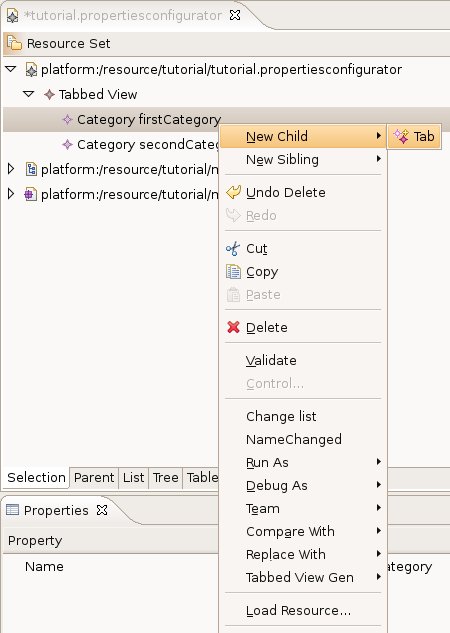 *tutorial.propertiesconfigurator
Resource Set
platform:/resource/tutorial/tutorial.propertiesconfigurator
Tabbed View
Category firstCategory
Category secondCateg
platform:/resource/tutorial/m
platform:/resource/tutorial/m
New Child
Tab
New Sibling
Undo Delete
Redo
Cut
Copy
Paste
Delete
Validate
Control...
Change list
NameChanged
Run As
Debug As
Team
Compare With
Replace With
Tabbed View Gen
Load Resource...
Selection Parent List Tree Table
Properties
Property
Name
ategory